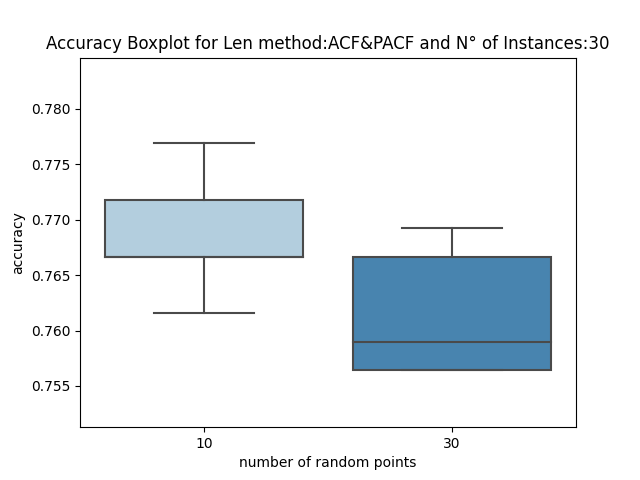 Accuracy Boxplot for Len method:ACF&PACF and N° of Instances:30
0.780
0.775
0.770
0.765
0.760
0.755
accuracy
10
30
number of random points